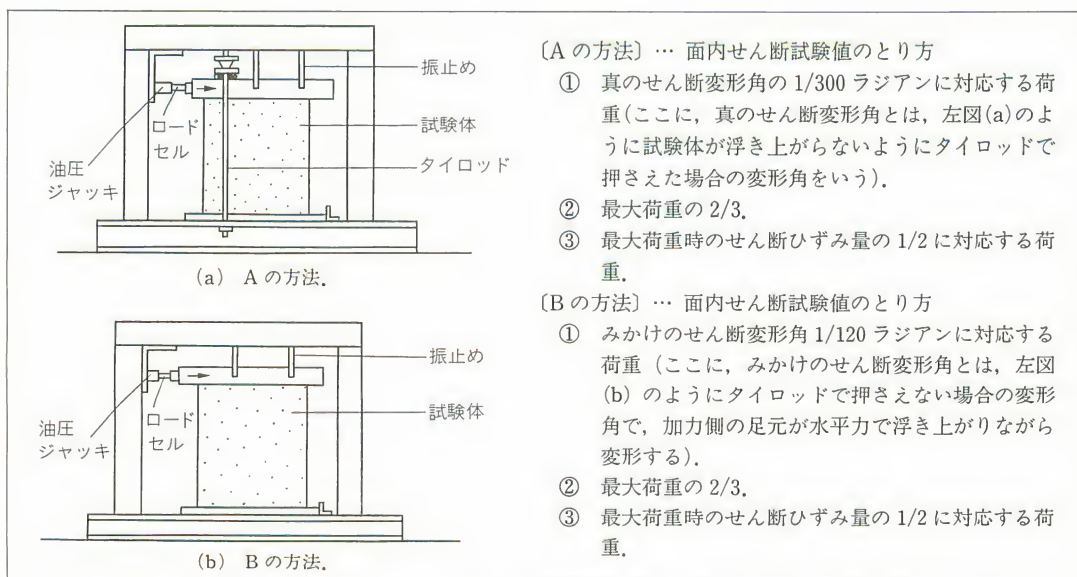 振止め
試験体
タイロッド
ロード
セル
油圧
ジャッキ
(a) A の方法.
振止め
試験体
ロード
セル
油圧
ジャッキ
(b) B の方法.
〔A の方法〕… 面内せん断試験値のとり方
① 真のせん断変形角の 1/300 ラジアンに対応する荷
重(ここに，真のせん断変形角とは，左図(a)のよ
うに試験体が浮き上がらないようにタイロッドで
押さえた場合の変形角をいう).
② 最大荷重の 2/3.
③ 最大荷重時のせん断ひずみ量の 1/2 に対応する荷
重.
〔B の方法〕… 面内せん断試験値のとり方
① みかけのせん断変形角 1/120 ラジアンに対応する
荷重（ここに，みかけのせん断変形角とは，左図
(b) のようにタイロッドで押さえない場合の変形
角で，加力側の足元が水平力で浮き上がりながら
変形する).
② 最大荷重の 2/3.
③ 最大荷重時のせん断ひずみ量の 1/2 に対応する荷
重.